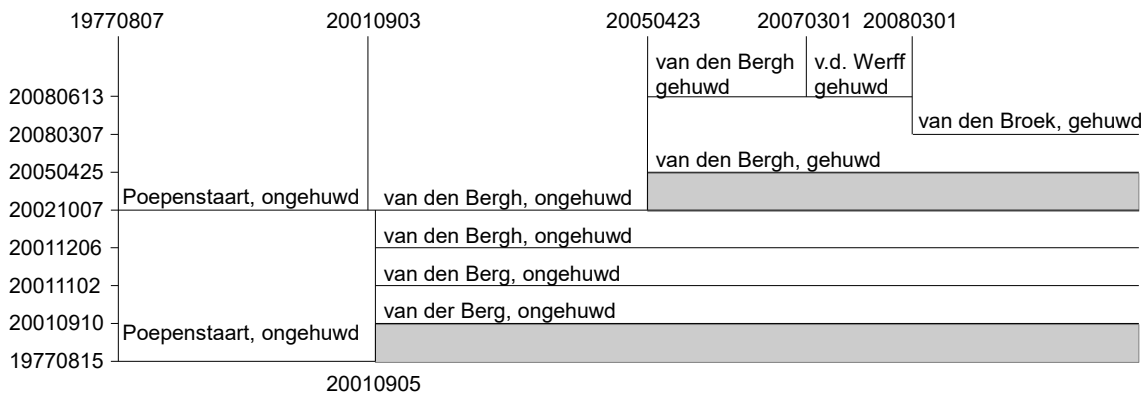 19770807 20010903 20050423 20070301 20080301
van den Bergh v.d. Werff
gehuwd gehuwd
20080613
van den Broek, gehuwd
20080307
van den Bergh, gehuwd
20050425
Poepenstaart, ongehuwd van den Bergh, ongehuwd
20021007
van den Bergh, ongehuwd
20011206
van den Berg, ongehuwd
20011102
van der Berg, ongehuwd
20010910
Poepenstaart, ongehuwd
19770815
20010905